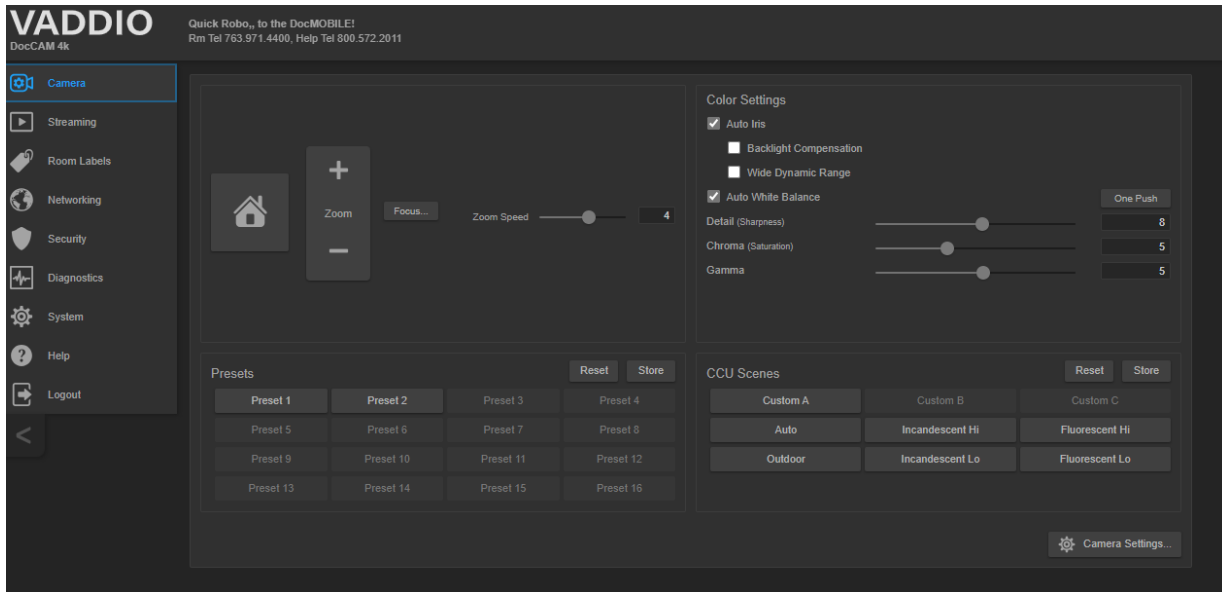 VADDIO
DocCAM 4k
Quick Robo,, to the DocMOBILE!
Rm Tel 763.971.4400, Help Tel 800.572.2011
Camera
Streaming
Room Labels
Networking
Security
Diagnostics
System
Help
Logout
<
+
Zoom
−
Focus...
Zoom Speed 4
Color Settings
Auto Iris
Backlight Compensation
Wide Dynamic Range
Auto White Balance One Push
Detail (Sharpness) 8
Chroma (Saturation) 5
Gamma 5
Presets Reset Store
Preset 1 Preset 2 Preset 3 Preset 4
Preset 5 Preset 6 Preset 7 Preset 8
Preset 9 Preset 10 Preset 11 Preset 12
Preset 13 Preset 14 Preset 15 Preset 16
CCU Scenes Reset Store
Custom A Custom B Custom C
Auto Incandescent Hi Fluorescent Hi
Outdoor Incandescent Lo Fluorescent Lo
Camera Settings...